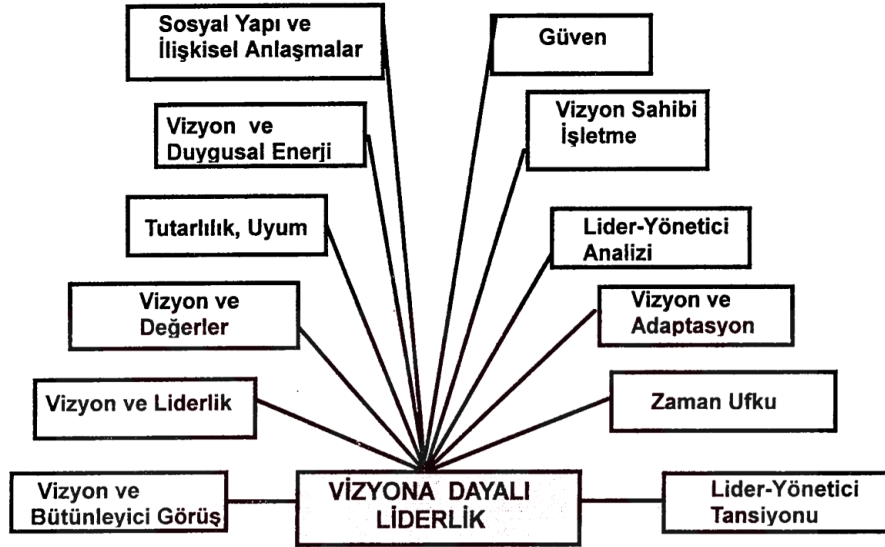 Sosyal Yapı ve
İlişkisel Anlaşmalar
Güven
Vizyon ve
Duygusal Enerji
Vizyon Sahibi
İşletme
Tutarlılık, Uyum
Lider-Yönetici
Analizi
Vizyon ve
Değerler
Vizyon ve
Adaptasyon
Vizyon ve Liderlik
Zaman Ufku
Vizyon ve
Bütünleyici Görüş
VİZYONA DAYALI
LİDERLİK
Lider-Yönetici
Tansiyonu